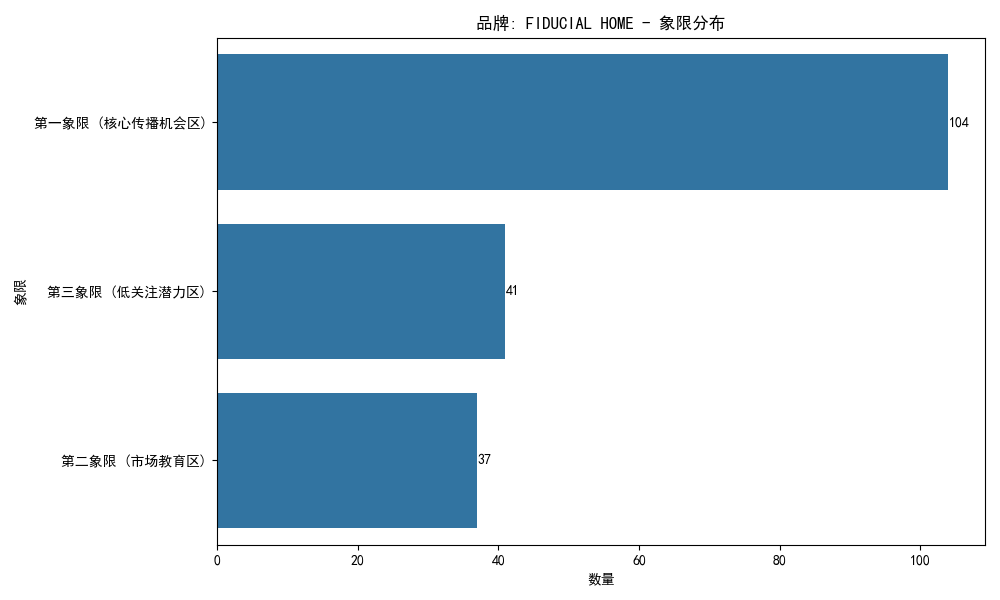 品牌: FIDUCIAL HOME - 象限分布
第一象限 (核心传播机会区)
104
第三象限 (低关注潜力区)
41
第二象限 (市场教育区)
37
象限
0 20 40 60 80 100
数量